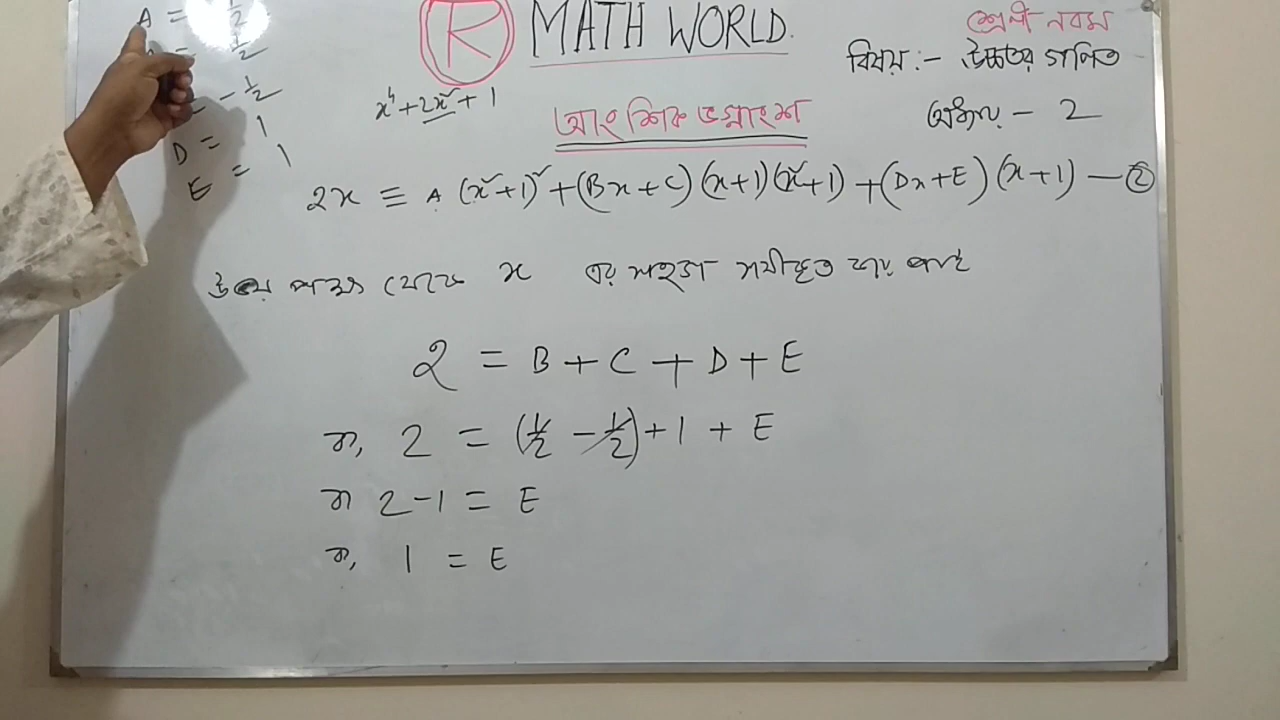 A = -1/2
1/2
= -1/2
D = 1
E = 1
R MATH WORLD.
শ্রেণী নবম
বিষয়:- উচ্চতর গণিত
অধ্যায় - 2
x⁴ + 2x² + 1
আংশিক ভগ্নাংশ
2x ≡ A (x²+1)² + (Bx+C) (x+1) (x²+1) + (Dx+E) (x+1) — ②
উভয় পক্ষ থেকে x এর সহগ সমীকৃত করে পাই
2 = B + C + D + E
বা, 2 = (1/2 - 1/2) + 1 + E
বা 2-1 = E
বা, 1 = E